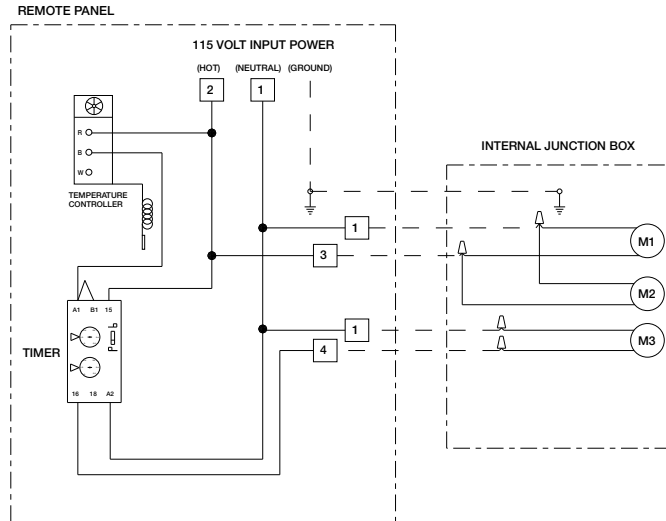 REMOTE PANEL
115 VOLT INPUT POWER
(HOT) (NEUTRAL) (GROUND)
2 1
R
B
W
TEMPERATURE
CONTROLLER
INTERNAL JUNCTION BOX
1
3
M1
M2
A1 B1 15
TIMER
1
4
M3
16 18 A2